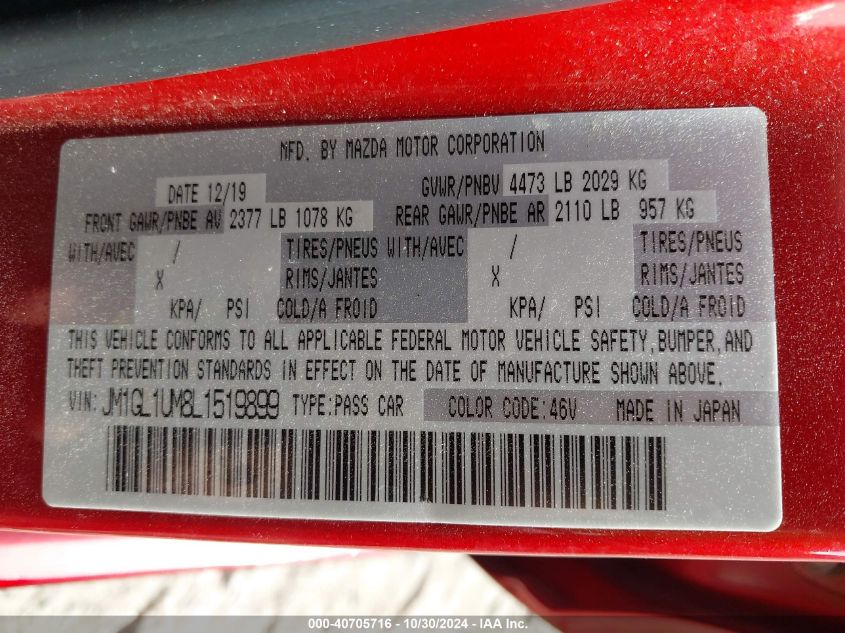 MFD. BY MAZDA MOTOR CORPORATION
DATE 12/19 GVWR/PNBV 4473 LB 2029 KG
FRONT GAWR/PNBE AV 2377 LB 1078 KG REAR GAWR/PNBE AR 2110 LB 957 KG
WITH/AVEC / TIRES/PNEUS WITH/AVEC / TIRES/PNEUS
X RIMS/JANTES X RIMS/JANTES
KPA/ PSI COLD/A FROID KPA/ PSI COLD/A FROID
THIS VEHICLE CONFORMS TO ALL APPLICABLE FEDERAL MOTOR VEHICLE SAFETY,BUMPER,AND
THEFT PREVENTION STANDARDS IN EFFECT ON THE DATE OF MANUFACTURE SHOWN ABOVE.
VIN:JM1GL1UM8L1519899 TYPE:PASS CAR COLOR CODE:46V MADE IN JAPAN
000-40705716 - 10/30/2024 - IAA Inc.